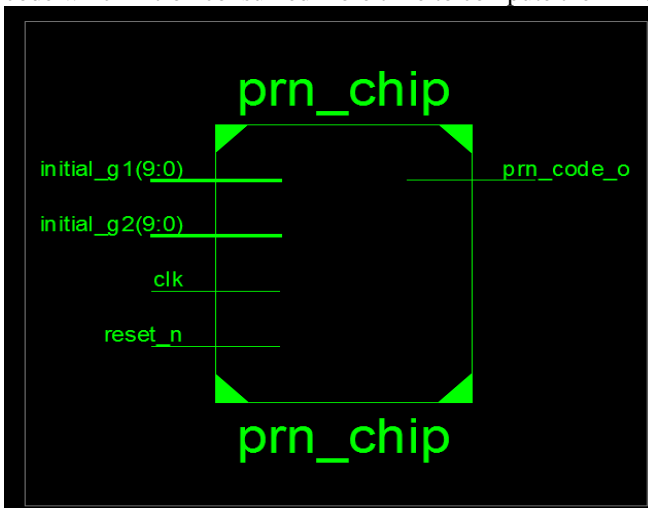 prn_chip
initial_g1(9:0)
prn_code_o
initial_g2(9:0)
clk
reset_n
prn_chip